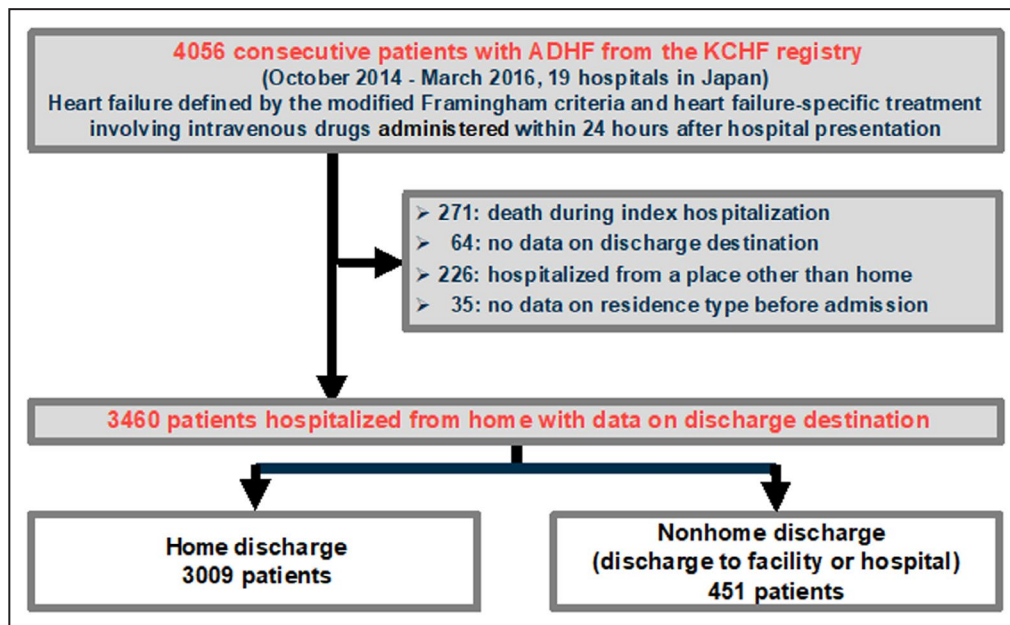 4056 consecutive patients with ADHF from the KCHF registry
(October 2014 - March 2016, 19 hospitals in Japan)
Heart failure defined by the modified Framingham criteria and heart failure-specific treatment
involving intravenous drugs administered within 24 hours after hospital presentation
➢ 271: death during index hospitalization
➢ 64: no data on discharge destination
➢ 226: hospitalized from a place other than home
➢ 35: no data on residence type before admission
3460 patients hospitalized from home with data on discharge destination
Home discharge
3009 patients
Nonhome discharge
(discharge to facility or hospital)
451 patients